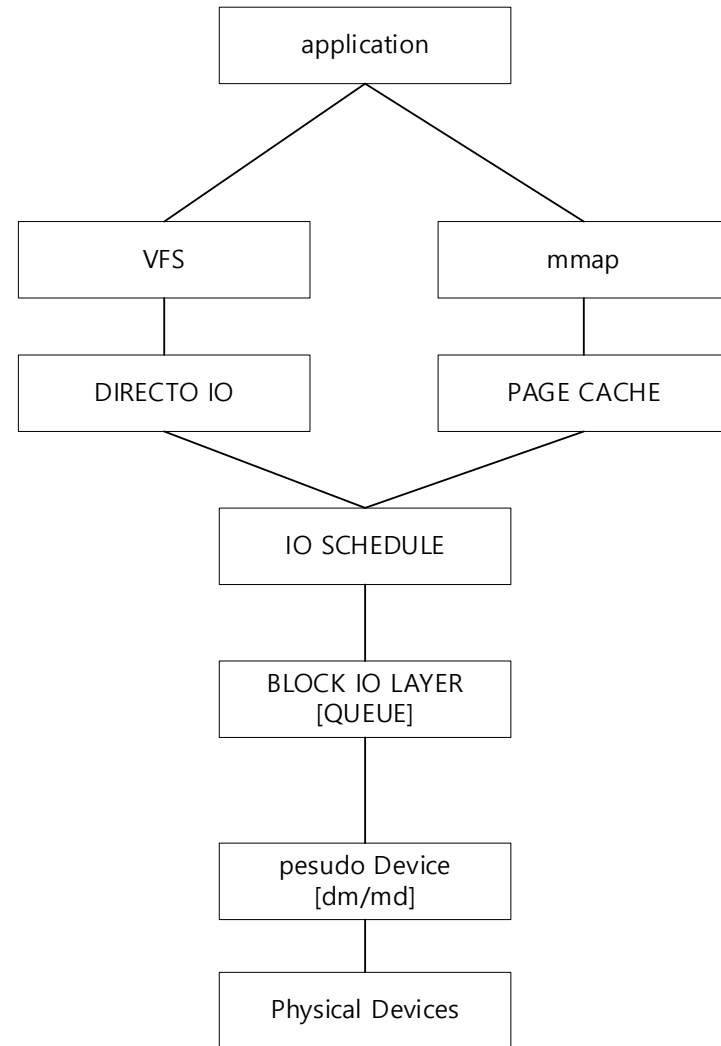 application
VFS
mmap
DIRECTO IO
PAGE CACHE
IO SCHEDULE
BLOCK IO LAYER
[QUEUE]
pesudo Device
[dm/md]
Physical Devices